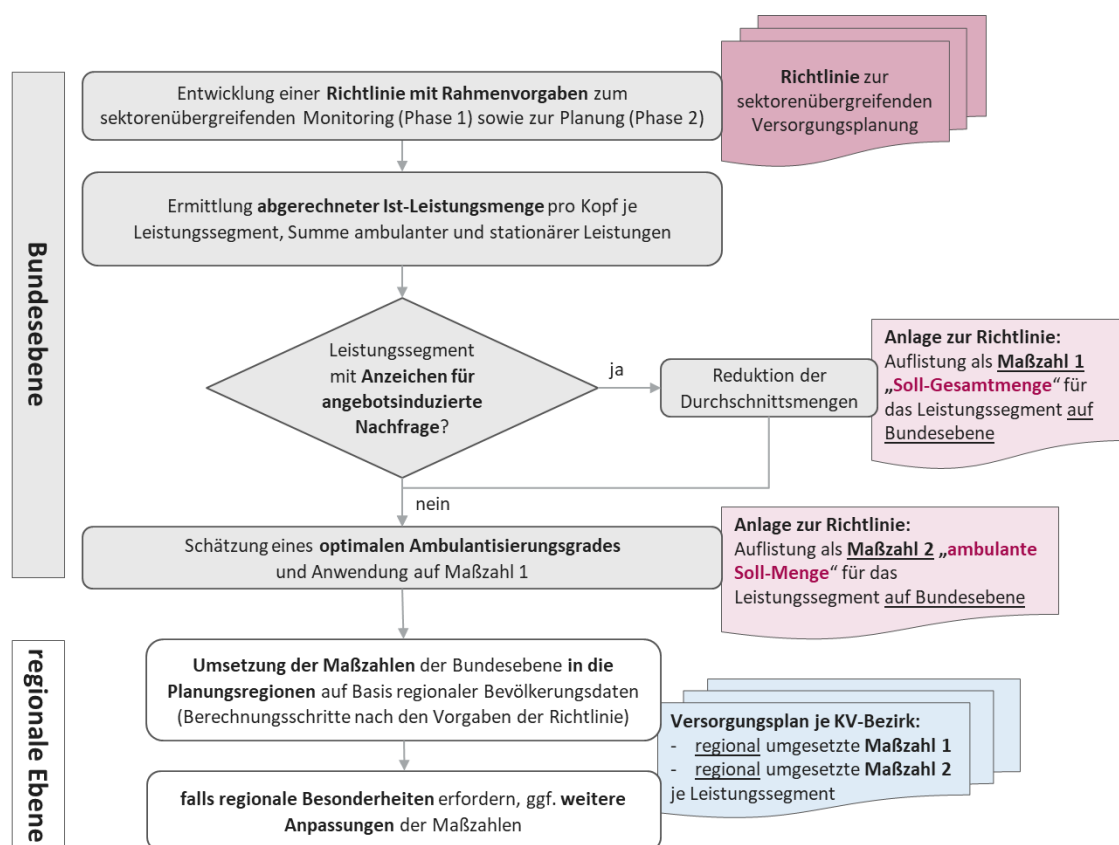 Bundesebene
Entwicklung einer Richtlinie mit Rahmenvorgaben zum
sektorenübergreifenden Monitoring (Phase 1) sowie zur Planung (Phase 2)
Richtlinie zur
sektorenübergreifenden
Versorgungsplanung
Ermittlung abgerechneter Ist-Leistungsmenge pro Kopf je
Leistungssegment, Summe ambulanter und stationärer Leistungen
Leistungssegment
mit Anzeichen für
angebotsinduzierte
Nachfrage?
ja
Reduktion der
Durchschnittsmengen
Anlage zur Richtlinie:
Auflistung als Maßzahl 1
„Soll-Gesamtmenge“ für
das Leistungssegment auf
Bundesebene
nein
Schätzung eines optimalen Ambulantisierungsgrades
und Anwendung auf Maßzahl 1
Anlage zur Richtlinie:
Auflistung als Maßzahl 2 „ambulante
Soll-Menge“ für das
Leistungssegment auf Bundesebene
regionale Ebene
Umsetzung der Maßzahlen der Bundesebene in die
Planungsregionen auf Basis regionaler Bevölkerungsdaten
(Berechnungsschritte nach den Vorgaben der Richtlinie)
Versorgungsplan je KV-Bezirk:
- regional umgesetzte Maßzahl 1
- regional umgesetzte Maßzahl 2
je Leistungssegment
falls regionale Besonderheiten erfordern, ggf. weitere
Anpassungen der Maßzahlen